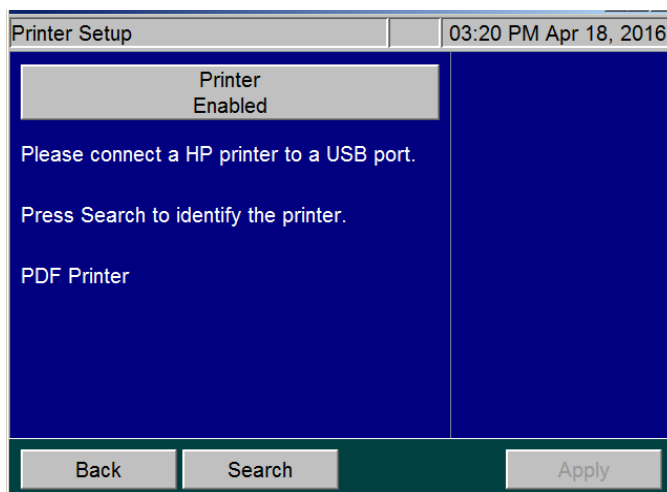 Printer Setup
03:20 PM Apr 18, 2016
Printer
Enabled
Please connect a HP printer to a USB port.
Press Search to identify the printer.
PDF Printer
Back
Search
Apply